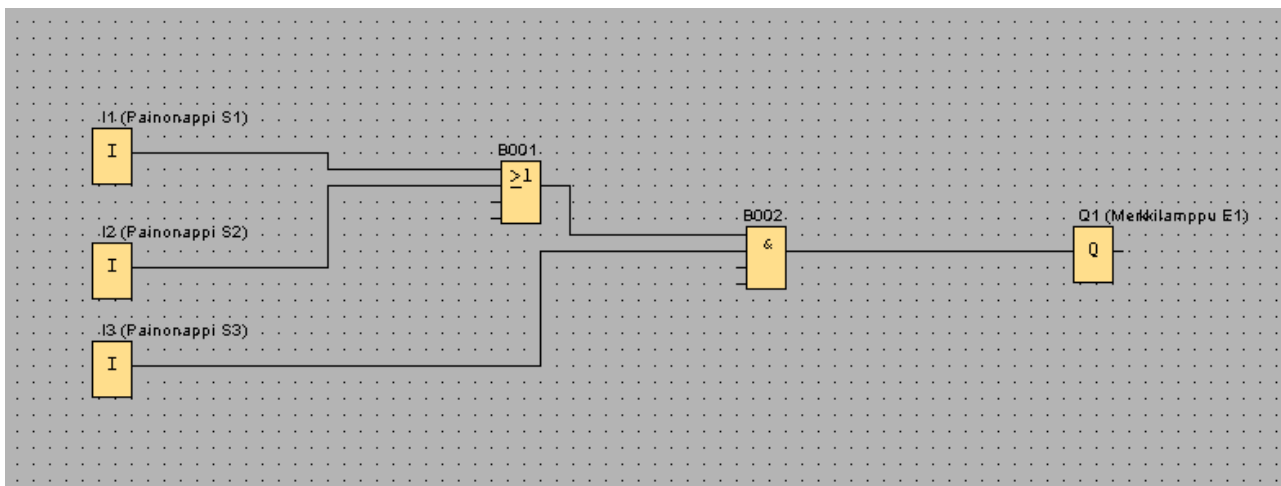 I1 (Painonappi S1)
I
B001
≥1
I2 (Painonappi S2)
I
B002
&
Q1 (Merkkilamppu E1)
Q
I3 (Painonappi S3)
I